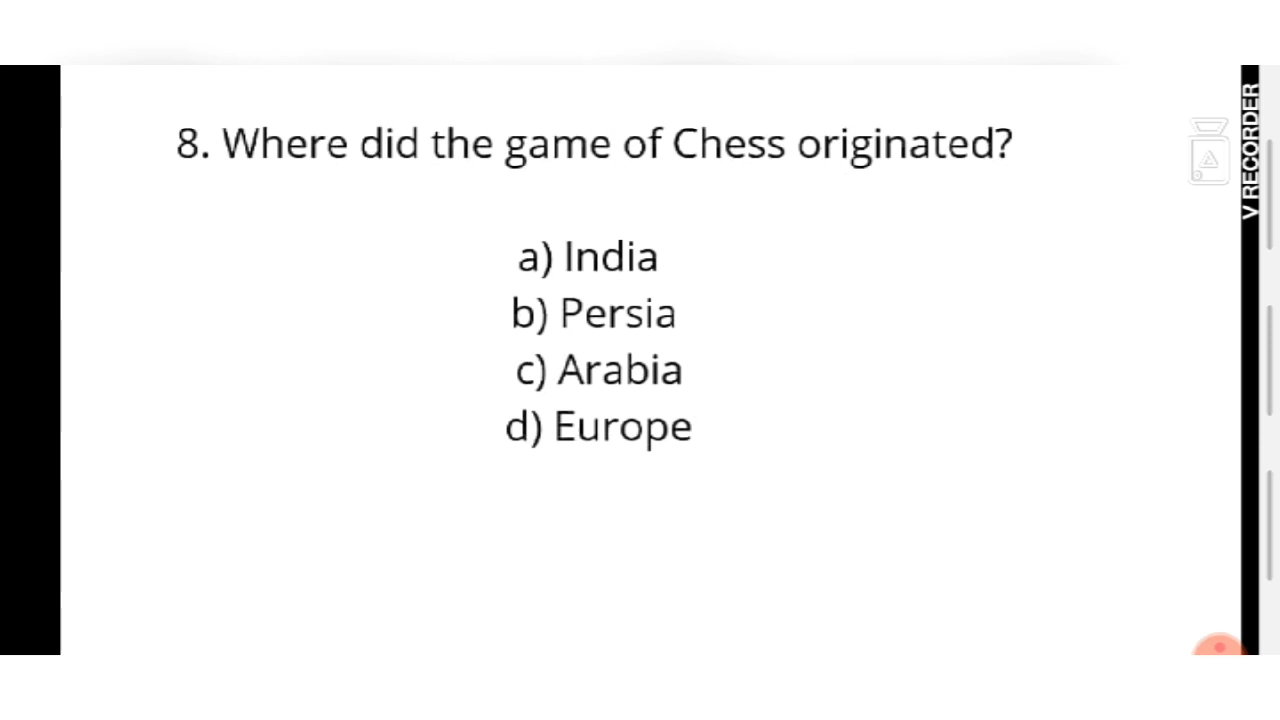 8. Where did the game of Chess originated?
a) India
b) Persia
c) Arabia
d) Europe
V RECORDER